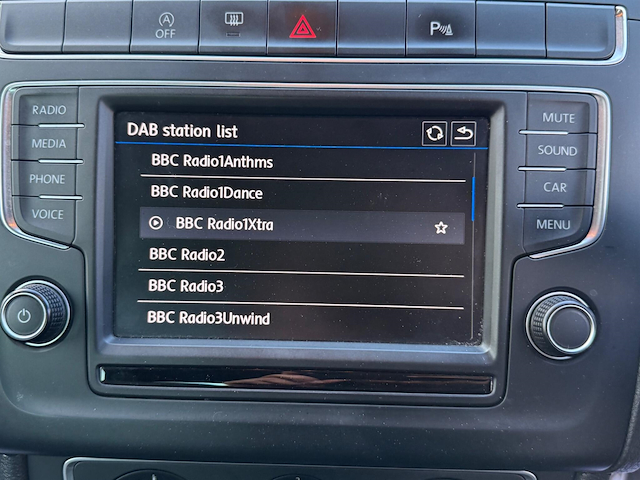 OFF
P
RADIO
MEDIA
PHONE
VOICE
DAB station list
BBC Radio1Anthms
BBC Radio1Dance
BBC Radio1Xtra
BBC Radio2
BBC Radio3
BBC Radio3Unwind
MUTE
SOUND
CAR
MENU